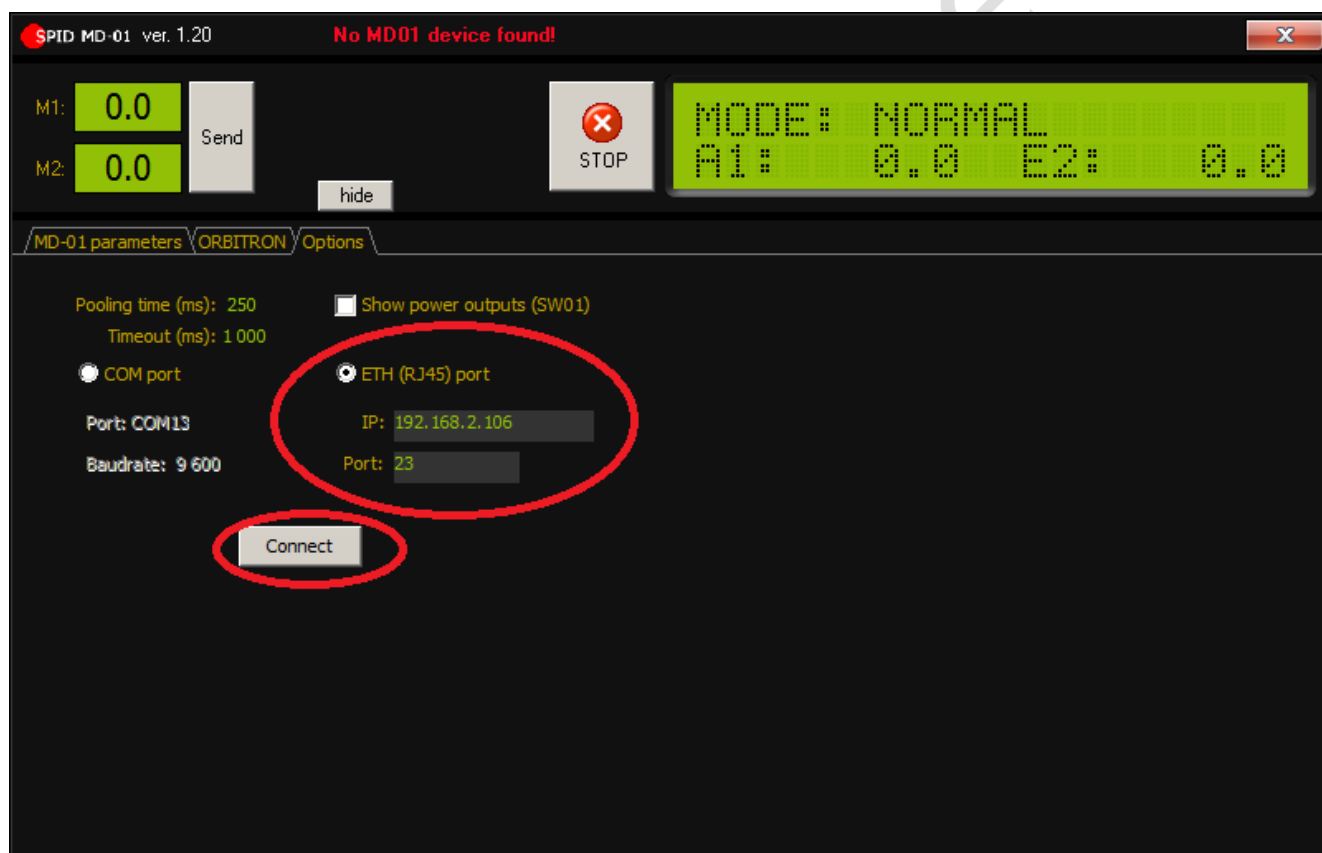 SPID MD-01 ver. 1.20 No MD01 device found!
M1: 0.0
Send
STOP
MODE: NORMAL
A1: 0.0 E2: 0.0
M2: 0.0
hide
MD-01 parameters ORBITRON Options
Pooling time (ms): 250 Show power outputs (SW01)
Timeout (ms): 1 000
COM port ETH (RJ45) port
Port: COM13 IP: 192.168.2.106
Baudrate: 9 600 Port: 23
Connect